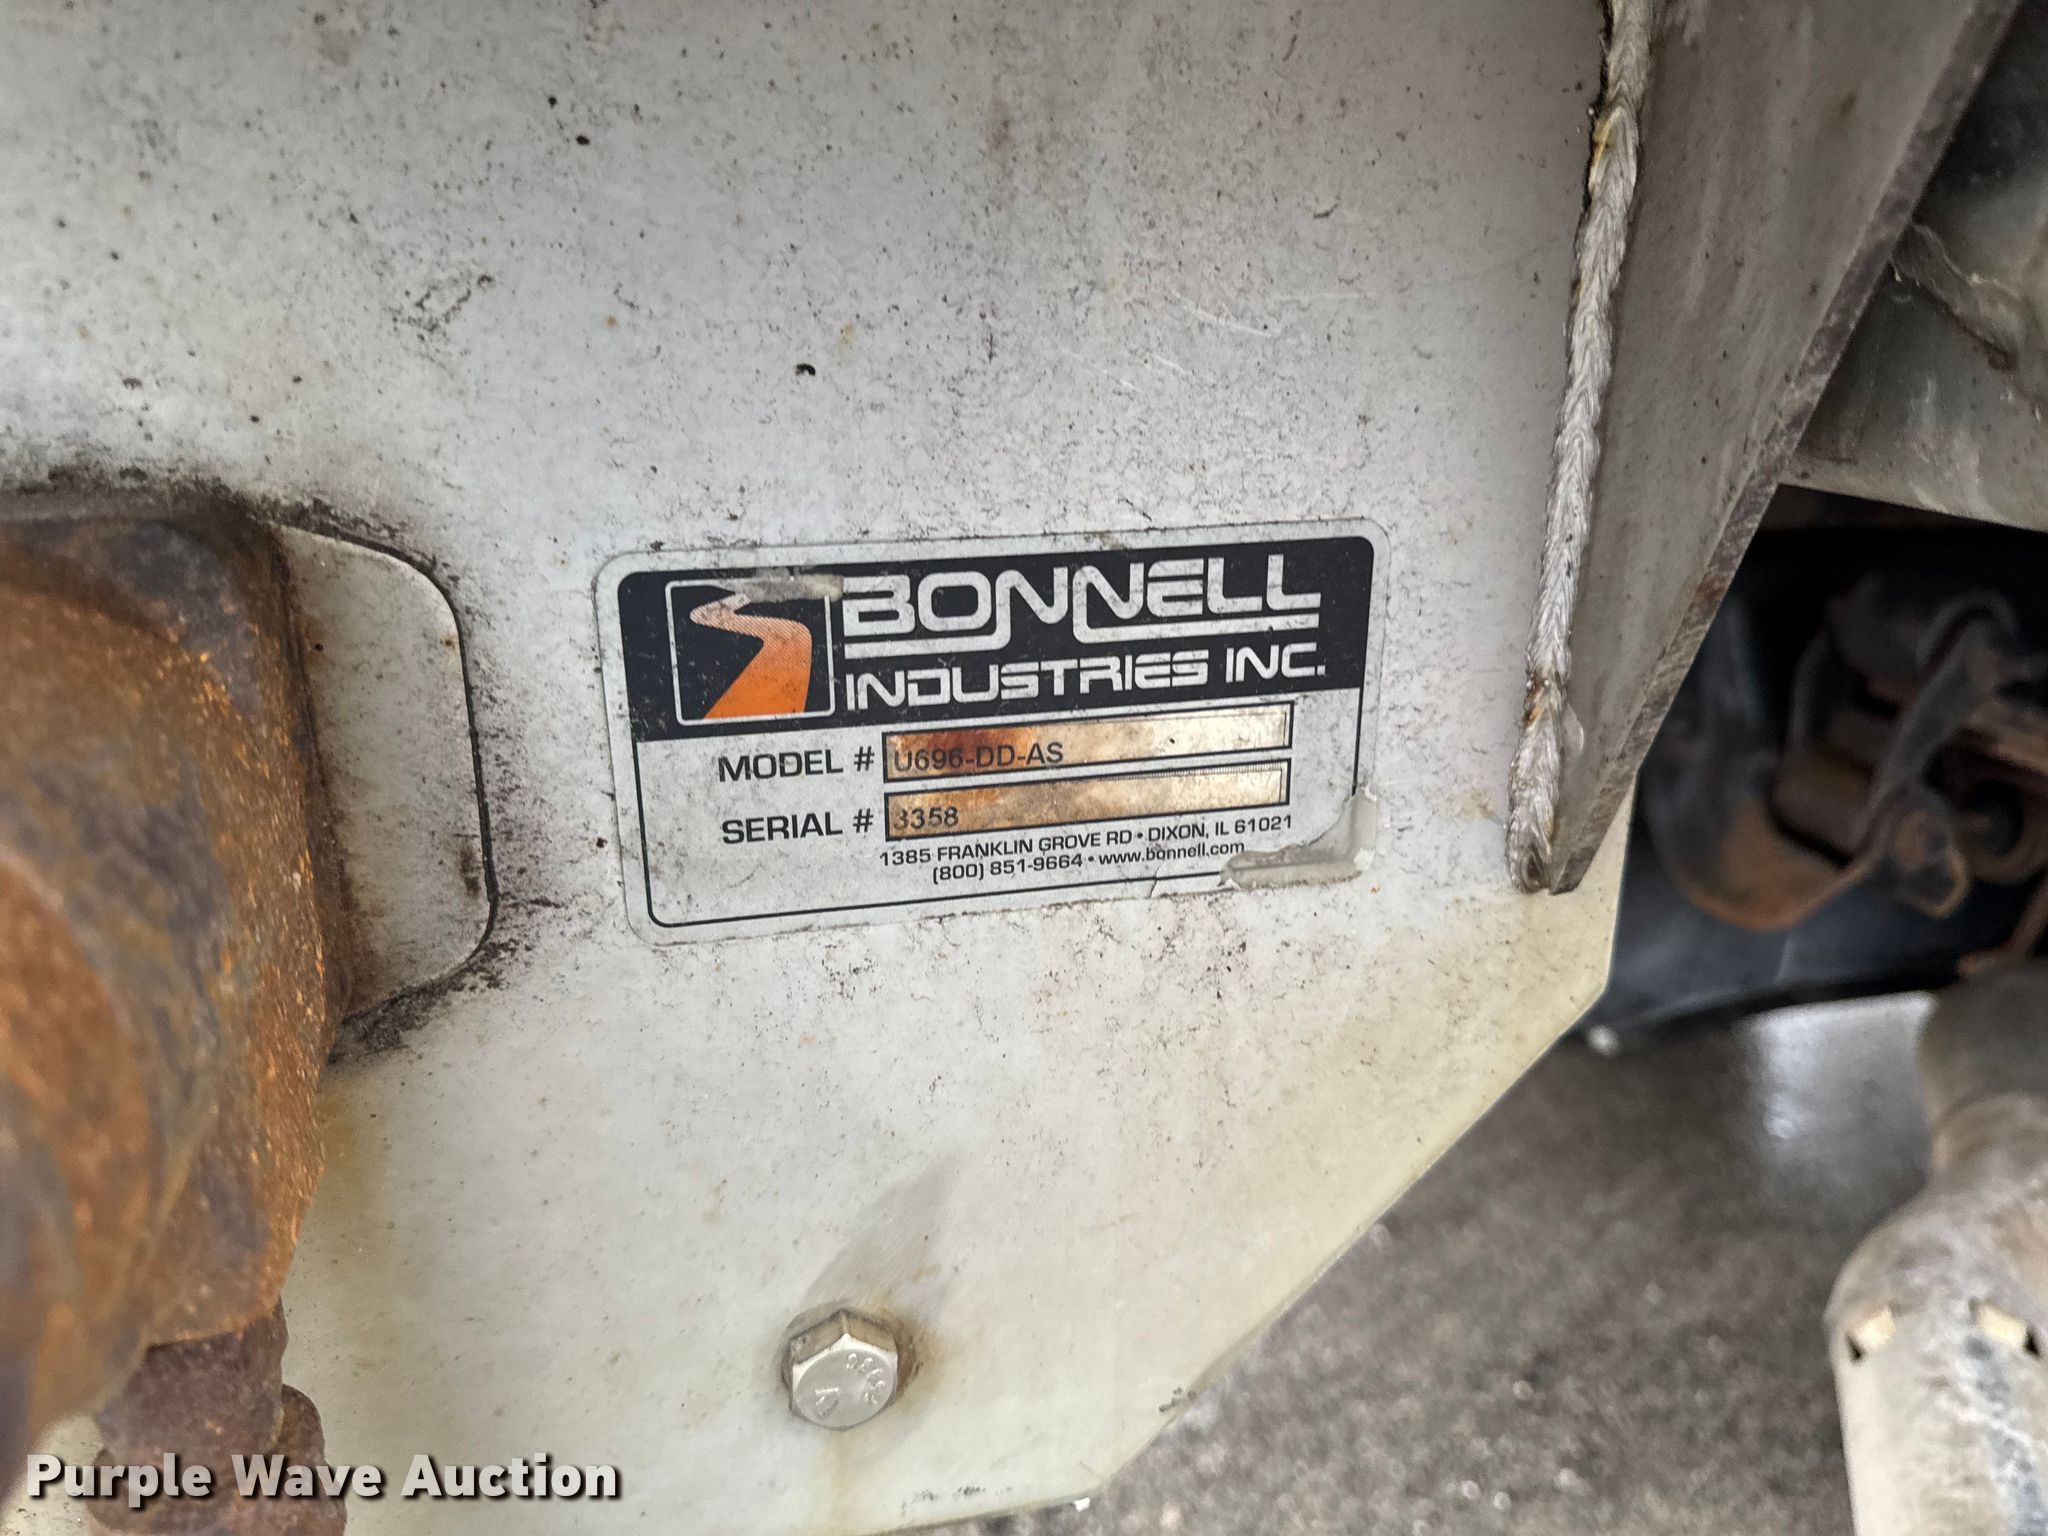 BONNELL
INDUSTRIES INC.
MODEL # U696-DD-AS
SERIAL # 3358
1385 FRANKLIN GROVE RD • DIXON, IL 61021
(800) 851-9664 • www.bonnell.com
Purple Wave Auction